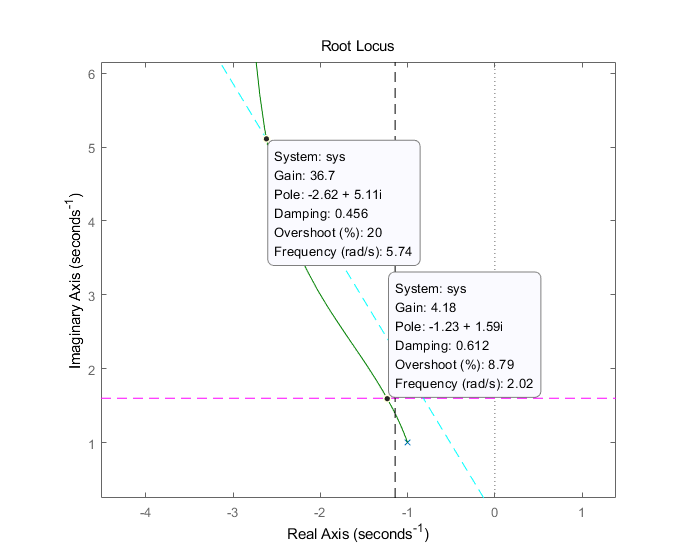 Root Locus
6
5
4
3
2
1
Imaginary Axis (seconds⁻¹)
System: sys
Gain: 36.7
Pole: -2.62 + 5.11i
Damping: 0.456
Overshoot (%): 20
Frequency (rad/s): 5.74
System: sys
Gain: 4.18
Pole: -1.23 + 1.59i
Damping: 0.612
Overshoot (%): 8.79
Frequency (rad/s): 2.02
-4 -3 -2 -1 0 1
Real Axis (seconds⁻¹)